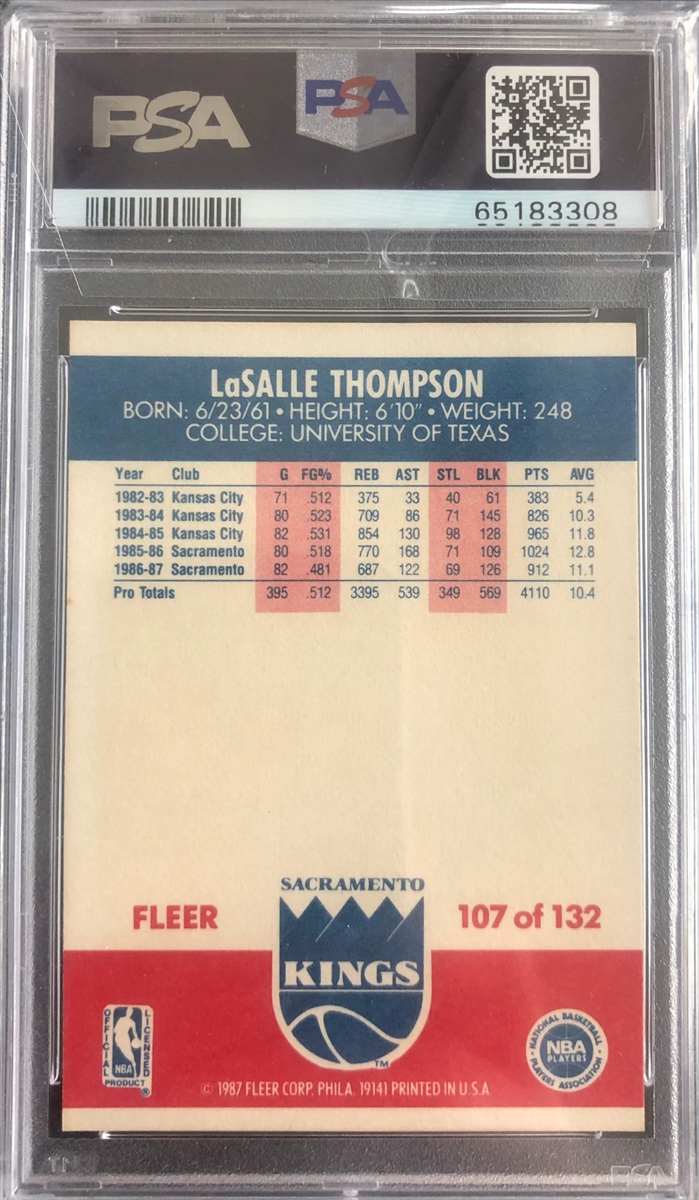 PSA
PSA
65183308
LaSALLE THOMPSON
BORN: 6/23/61 • HEIGHT: 6'10" • WEIGHT: 248
COLLEGE: UNIVERSITY OF TEXAS
Year Club G FG% REB AST STL BLK PTS AVG
1982-83 Kansas City 71 .512 375 33 40 61 383 5.4
1983-84 Kansas City 80 .523 709 86 71 145 826 10.3
1984-85 Kansas City 82 .531 854 130 98 128 965 11.8
1985-86 Sacramento 80 .518 770 168 71 109 1024 12.8
1986-87 Sacramento 82 .481 687 122 69 126 912 11.1
Pro Totals 395 .512 3395 539 349 569 4110 10.4
SACRAMENTO
FLEER
107 of 132
KINGS
TM
OFFICIAL LICENSED
NBA
PRODUCT ®
NATIONAL BASKETBALL
NBA
PLAYERS
PLAYERS ASSOCIATION
© 1987 FLEER CORP. PHILA. 19141 PRINTED IN U.S.A.
PSA